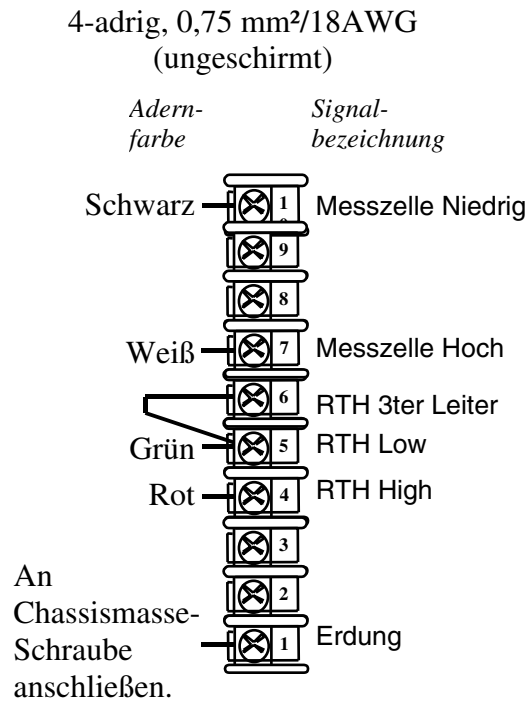 4-adrig, 0,75 mm²/18AWG
(ungeschirmt)
Adern-
farbe
Signal-
bezeichnung
Schwarz 1 Messzelle Niedrig
9
8
Weiß 7 Messzelle Hoch
6 RTH 3ter Leiter
Grün 5 RTH Low
Rot 4 RTH High
3
2
An
Chassismasse-
Schraube
anschließen.
1 Erdung